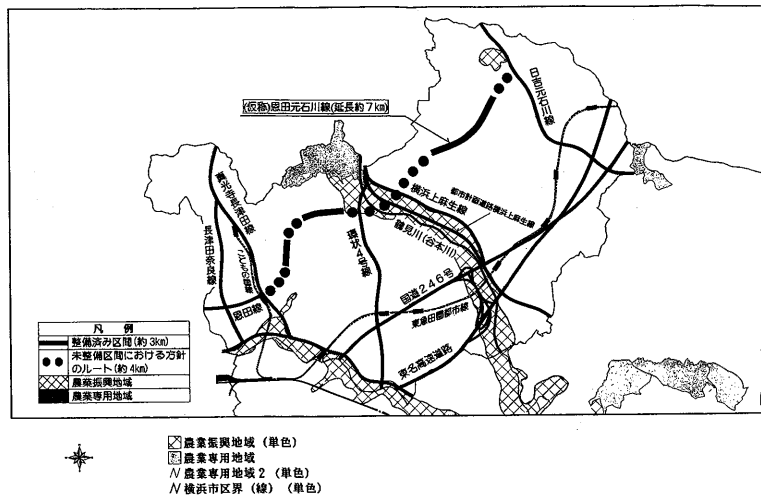 (仮称)恩田元石川線(延長約7km)
日吉元石川線
横浜上麻生線
都市計画道路横浜上麻生線
鶴見川(谷本川)
環状4号線
国道246号
東急田園都市線
東名高速道路
長津田奈良線
こどもの国線
恩田線
凡 例
整備済み区間(約3km)
未整備区間における方針
のルート(約4km)
農業振興地域
農業専用地域
農業振興地域 (単色)
農業専用地域
農業専用地域2 (単色)
横浜市区界 (線) (単色)